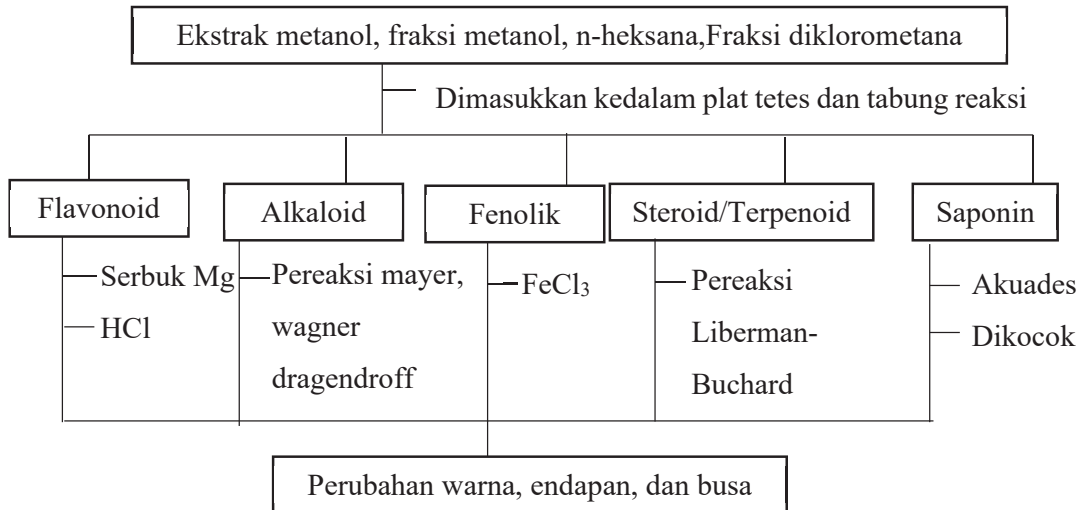 Ekstrak metanol, fraksi metanol, n-heksana,Fraksi diklorometana
Dimasukkan kedalam plat tetes dan tabung reaksi
Flavonoid
Alkaloid
Fenolik
Steroid/Terpenoid
Saponin
Serbuk Mg
HCl
Pereaksi mayer,
wagner
dragendroff
FeCl₃
Pereaksi
Liberman-
Buchard
Akuades
Dikocok
Perubahan warna, endapan, dan busa